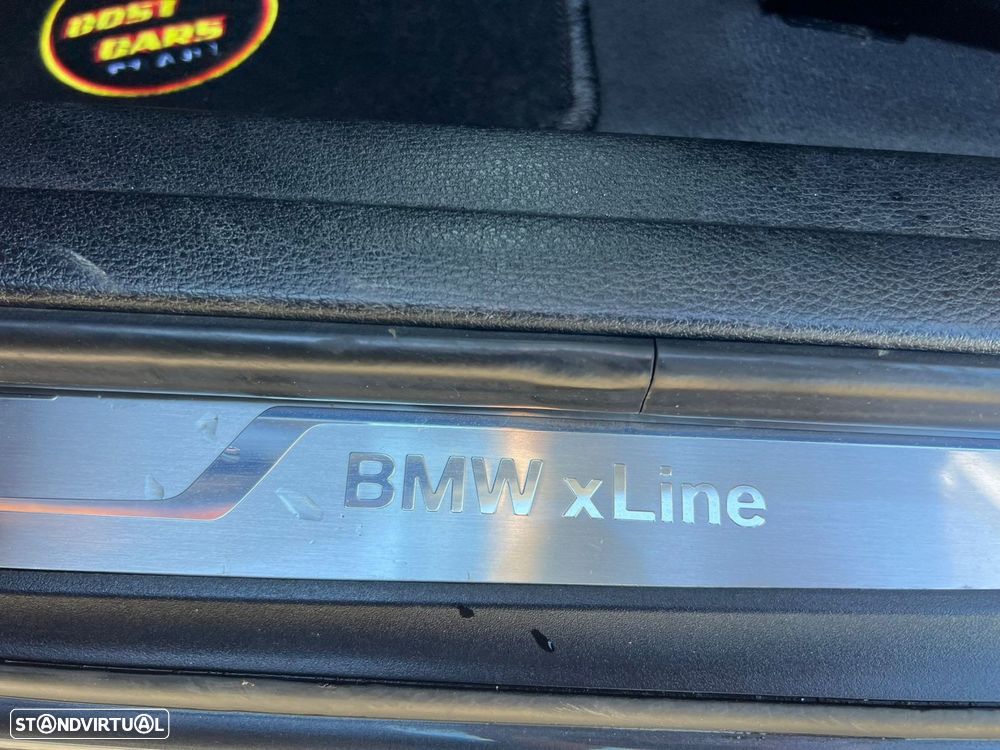 BOST
CARS
BMW xLine
STANDVIRTUAL